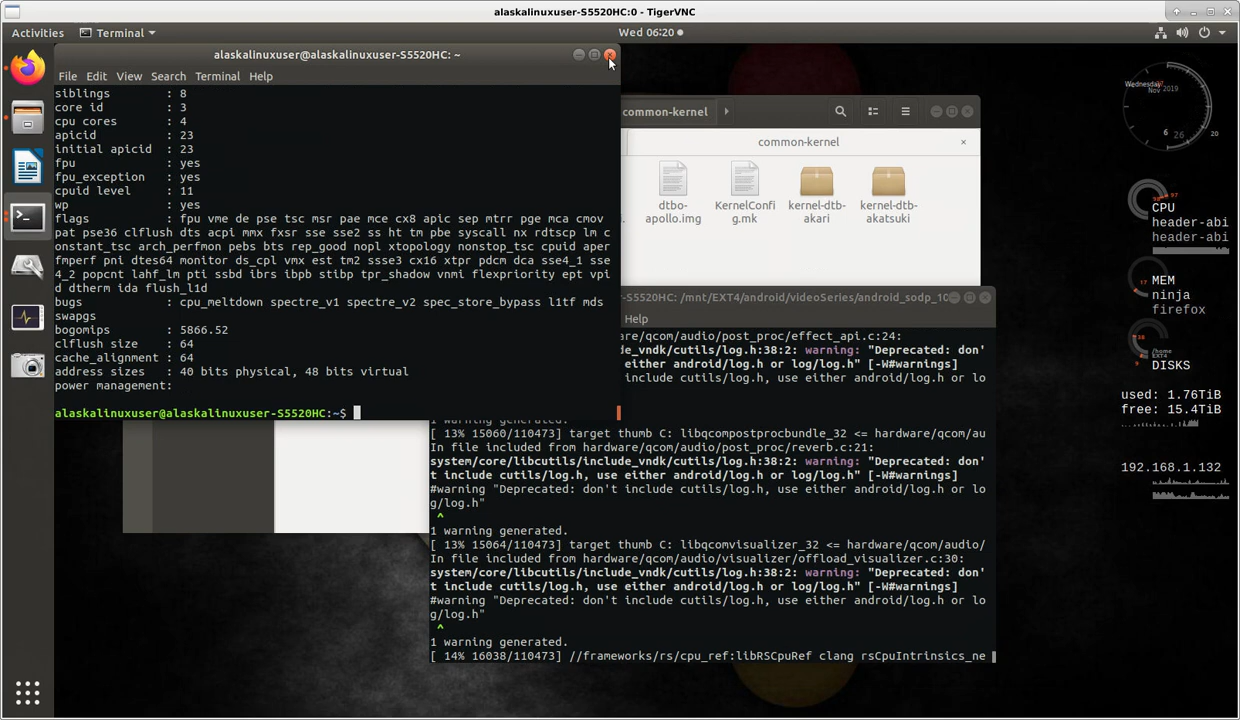 alaskalinuxuser-S5520HC:0 - TigerVNC
Activities Terminal Wed 06:20
alaskalinuxuser@alaskalinuxuser-S5520HC: ~
File Edit View Search Terminal Help
siblings : 8
core id : 3
cpu cores : 4
apicid : 23
initial apicid : 23
fpu : yes
fpu_exception : yes
cpuid level : 11
wp : yes
flags : fpu vme de pse tsc msr pae mce cx8 apic sep mtrr pge mca cmov
pat pse36 clflush dts acpi mmx fxsr sse sse2 ss ht tm pbe syscall nx rdtscp lm c
onstant_tsc arch_perfmon pebs bts rep_good nopl xtopology nonstop_tsc cpuid aper
fmperf pni dtes64 monitor ds_cpl vmx est tm2 ssse3 cx16 xtpr pdcm dca sse4_1 sse
4_2 popcnt lahf_lm pti ssbd ibrs ibpb stibp tpr_shadow vnmi flexpriority ept vpi
d dtherm ida flush_l1d
bugs : cpu_meltdown spectre_v1 spectre_v2 spec_store_bypass l1tf mds
swapgs
bogomips : 5866.52
clflush size : 64
cache_alignment : 64
address sizes : 40 bits physical, 48 bits virtual
power management:
alaskalinuxuser@alaskalinuxuser-S5520HC:~$
common-kernel
common-kernel
dtbo-
apollo.img
KernelConfi
g.mk
kernel-dtb-
akari
kernel-dtb-
akatsuki
-S5520HC: /mnt/EXT4/android/videoSeries/android_sodp_10
Help
are/qcom/audio/post_proc/effect_api.c:24:
de_vndk/cutils/log.h:38:2: warning: "Deprecated: don'
either android/log.h or log/log.h" [-W#warnings]
include cutils/log.h, use either android/log.h or lo
1 warning generated.
[ 13% 15060/110473] target thumb C: libqcompostprocbundle_32 <= hardware/qcom/au
In file included from hardware/qcom/audio/post_proc/reverb.c:21:
system/core/libcutils/include_vndk/cutils/log.h:38:2: warning: "Deprecated: don'
t include cutils/log.h, use either android/log.h or log/log.h" [-W#warnings]
#warning "Deprecated: don't include cutils/log.h, use either android/log.h or lo
g/log.h"
^
1 warning generated.
[ 13% 15064/110473] target thumb C: libqcomvisualizer_32 <= hardware/qcom/audio/
In file included from hardware/qcom/audio/visualizer/offload_visualizer.c:30:
system/core/libcutils/include_vndk/cutils/log.h:38:2: warning: "Deprecated: don'
t include cutils/log.h, use either android/log.h or log/log.h" [-W#warnings]
#warning "Deprecated: don't include cutils/log.h, use either android/log.h or lo
g/log.h"
^
1 warning generated.
[ 14% 16038/110473] //frameworks/rs/cpu_ref:libRSCpuRef clang rsCpuIntrinsics_ne
Wednesday
Nov 2019
6 26 20
CPU
header-abi
header-abi
MEM
ninja
firefox
/home
EXT4
DISKS
used: 1.76TiB
free: 15.4TiB
192.168.1.132